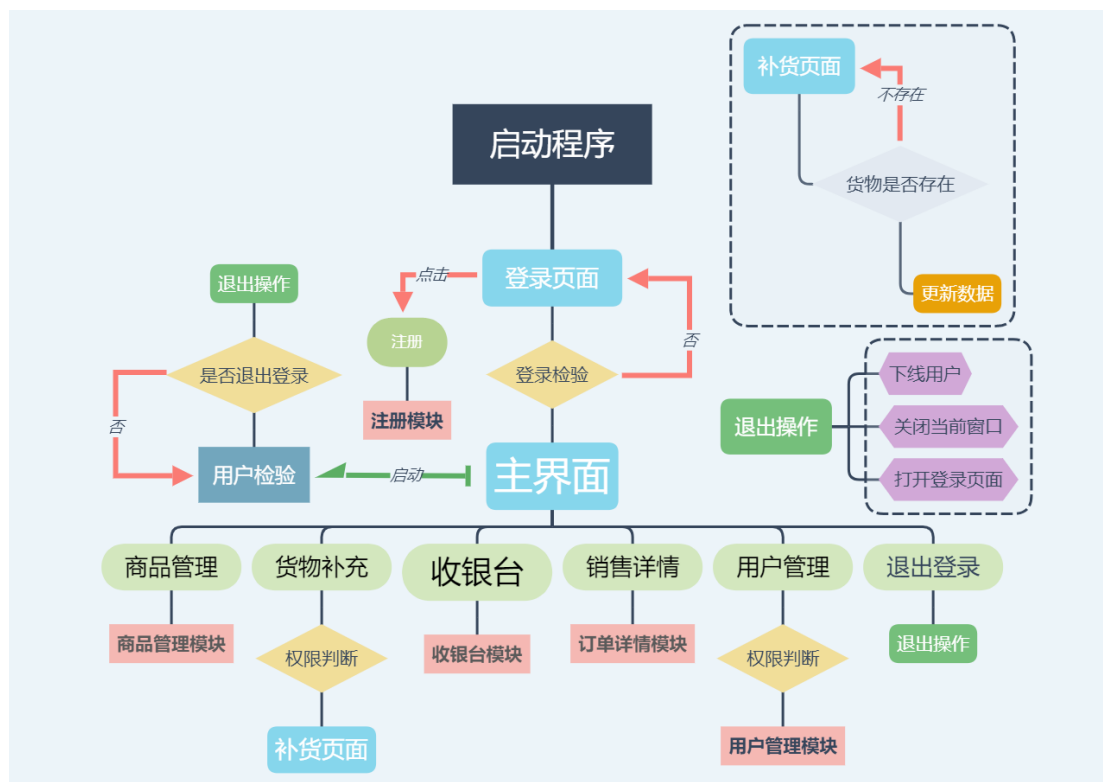 补货页面
不存在
启动程序
货物是否存在
登录页面
点击
退出操作
更新数据
注册
否
是否退出登录
登录检验
下线用户
注册模块
否
退出操作
关闭当前窗口
用户检验
启动
主界面
打开登录页面
商品管理
货物补充
收银台
销售详情
用户管理
退出登录
商品管理模块
权限判断
收银台模块
订单详情模块
权限判断
退出操作
补货页面
用户管理模块